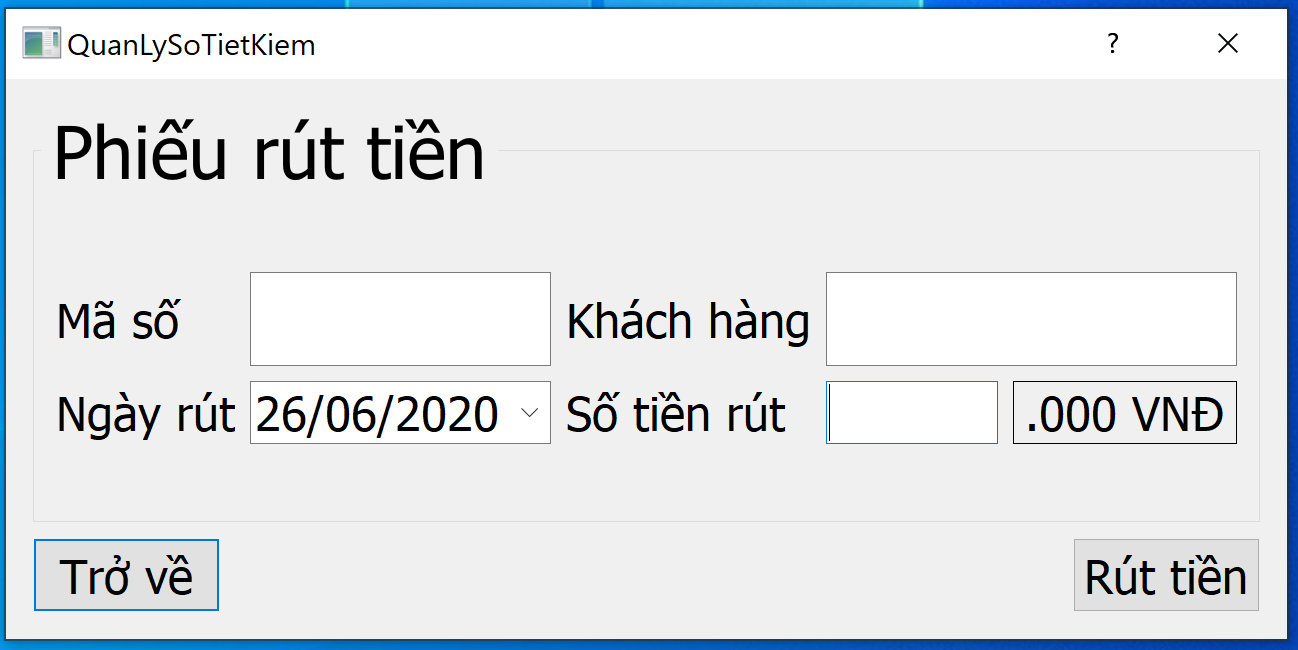 QuanLySoTietKiem ?
Phiếu rút tiền
Mã số Khách hàng
Ngày rút 26/06/2020 Số tiền rút .000 VNĐ
Trở về Rút tiền